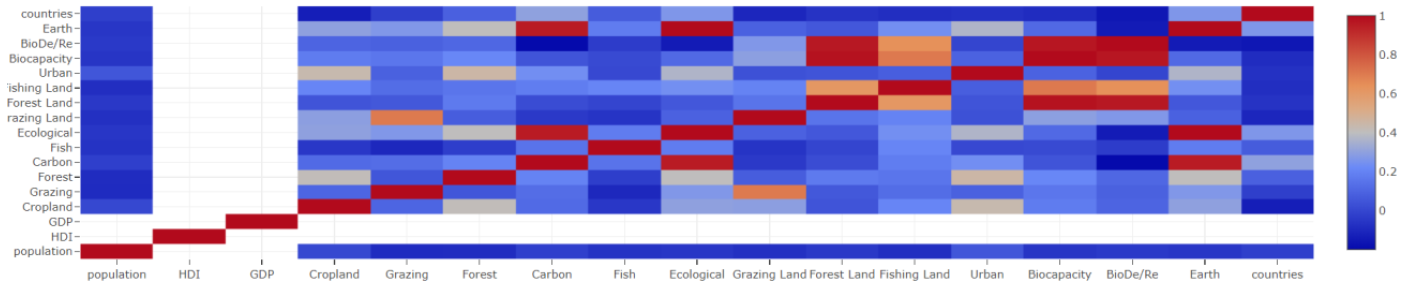 countries
Earth
BioDe/Re
Biocapacity
Urban
ishing Land
Forest Land
razing Land
Ecological
Fish
Carbon
Forest
Grazing
Cropland
GDP
HDI
population
population HDI GDP Cropland Grazing Forest Carbon Fish Ecological Grazing Land Forest Land Fishing Land Urban Biocapacity BioDe/Re Earth countries
1
0.8
0.6
0.4
0.2
0